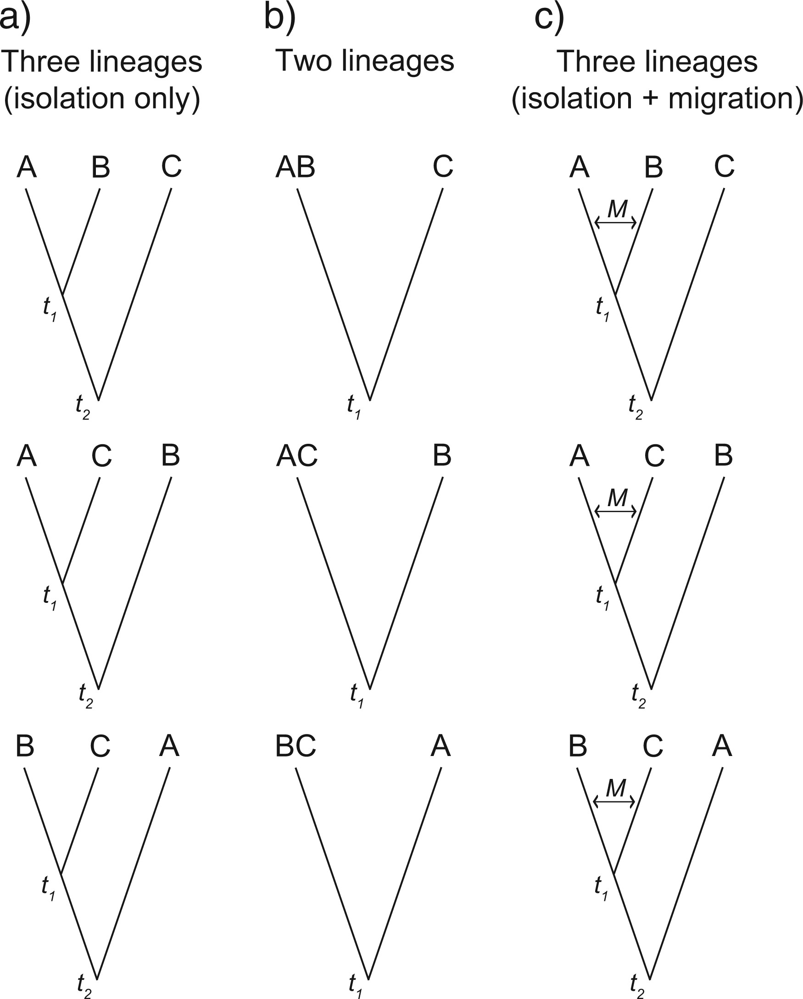 a)
Three lineages
(isolation only)
b)
Two lineages
c)
Three lineages
(isolation + migration)
A B C
t1
t2
AB C
t1
A B C
M
t1
t2
A C B
t1
t2
AC B
t1
A C B
M
t1
t2
B C A
t1
t2
BC A
t1
B C A
M
t1
t2